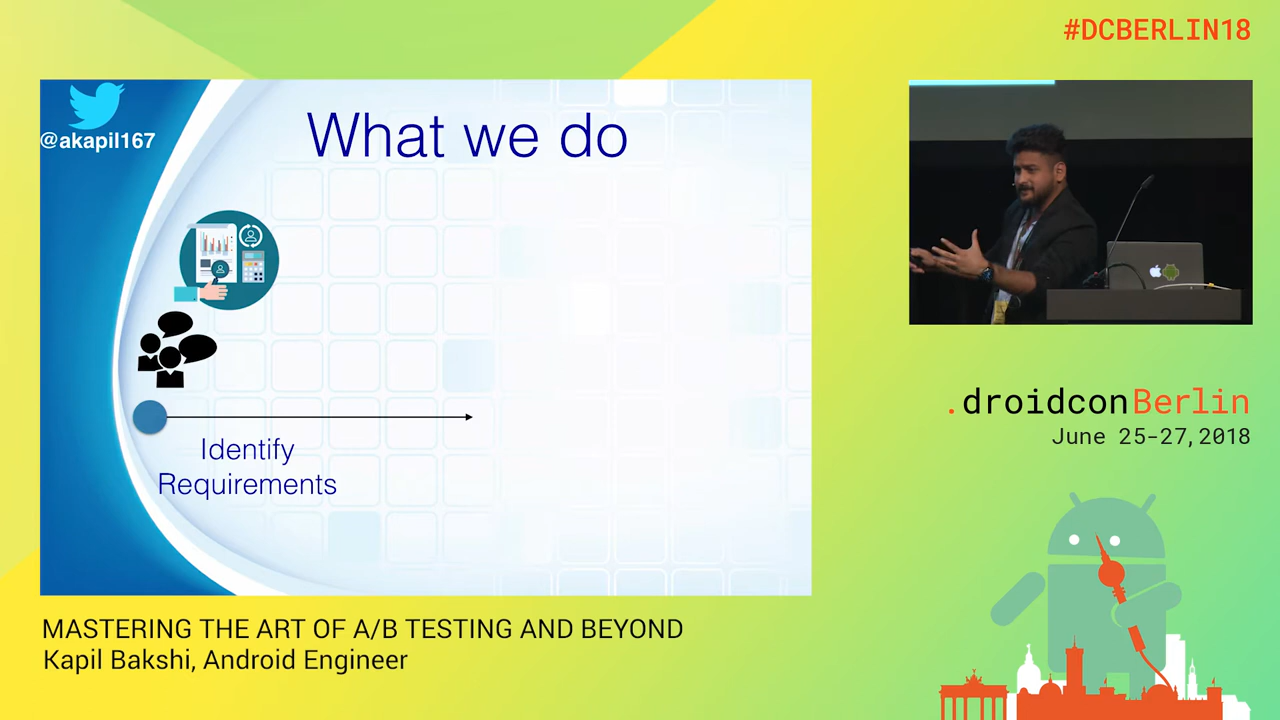 #DCBERLIN18
@akapil167
What we do
Identify
Requirements
.droidconBerlin
June 25-27, 2018
MASTERING THE ART OF A/B TESTING AND BEYOND
Kapil Bakshi, Android Engineer